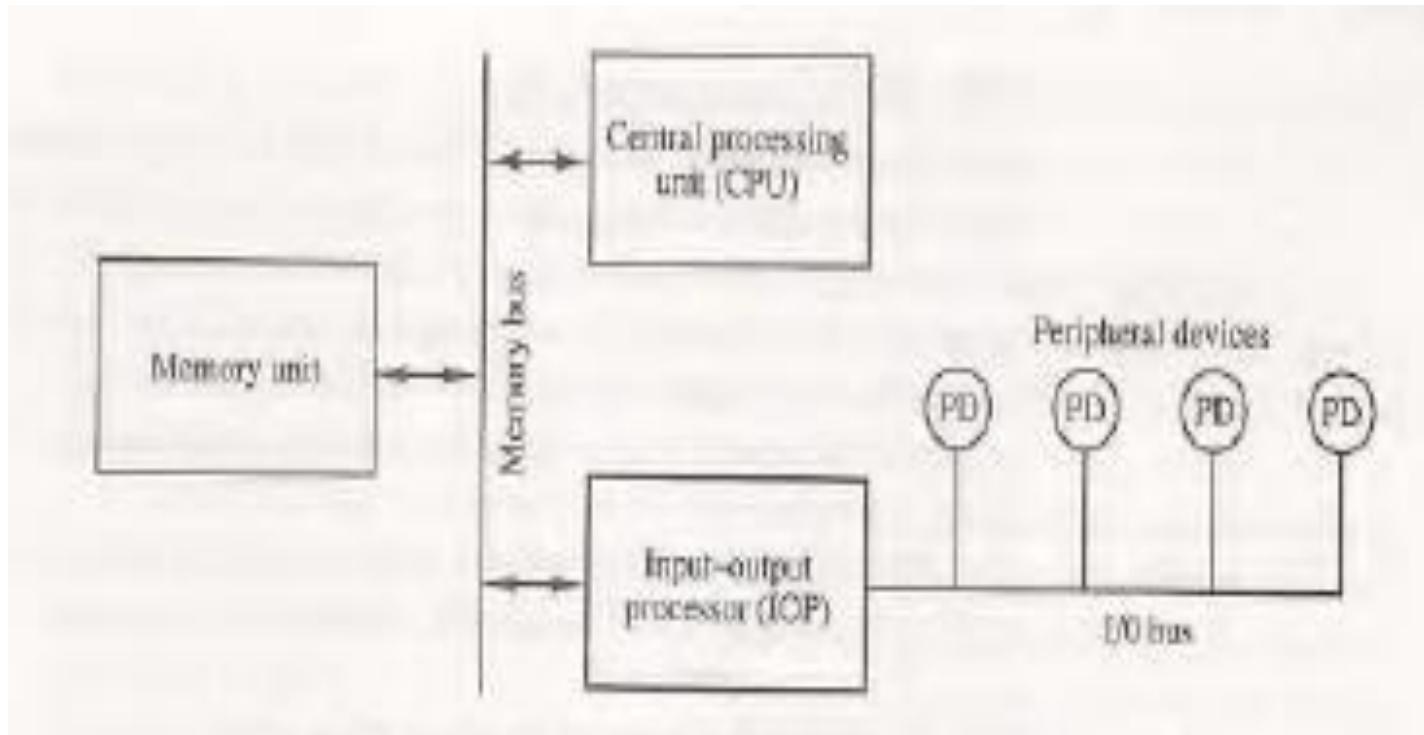 Central processing
unit (CPU)
Memory unit
Memory bus
Peripheral devices
PD PD PD PD
Input-output
processor (IOP)
I/0 bus